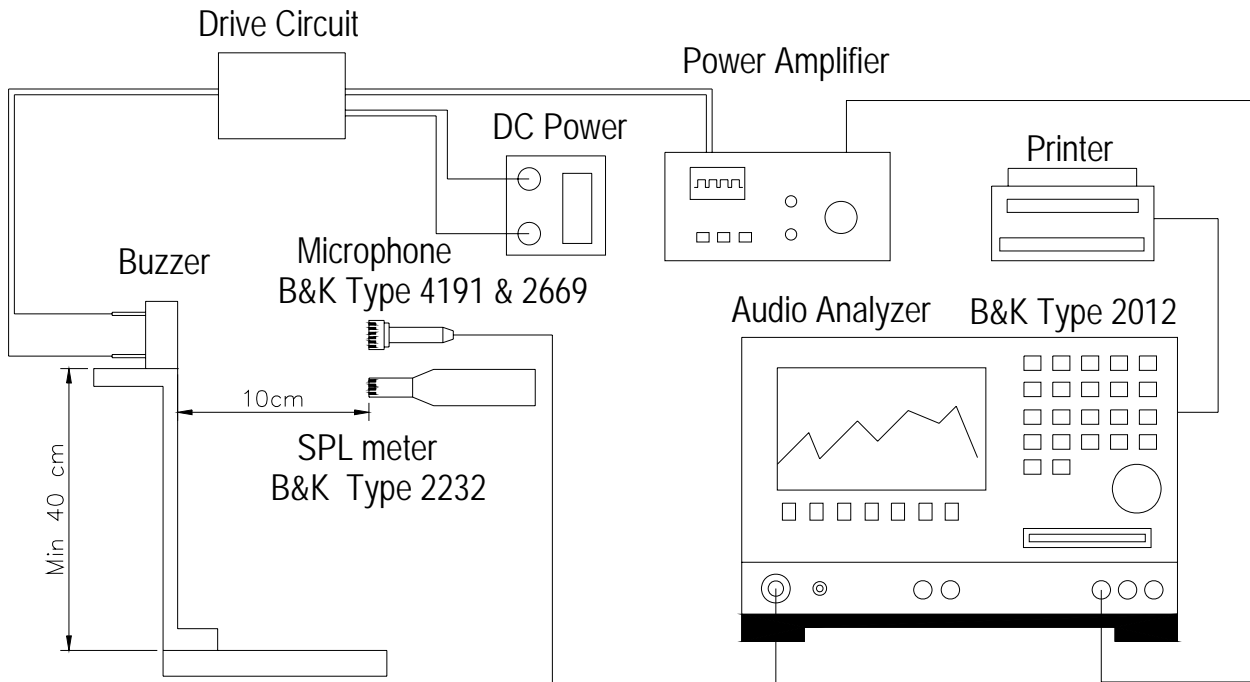 Drive Circuit
Power Amplifier
DC Power
Printer
Buzzer
Microphone
B&K Type 4191 & 2669
Audio Analyzer
B&K Type 2012
10cm
SPL meter
B&K Type 2232
Min 40 cm